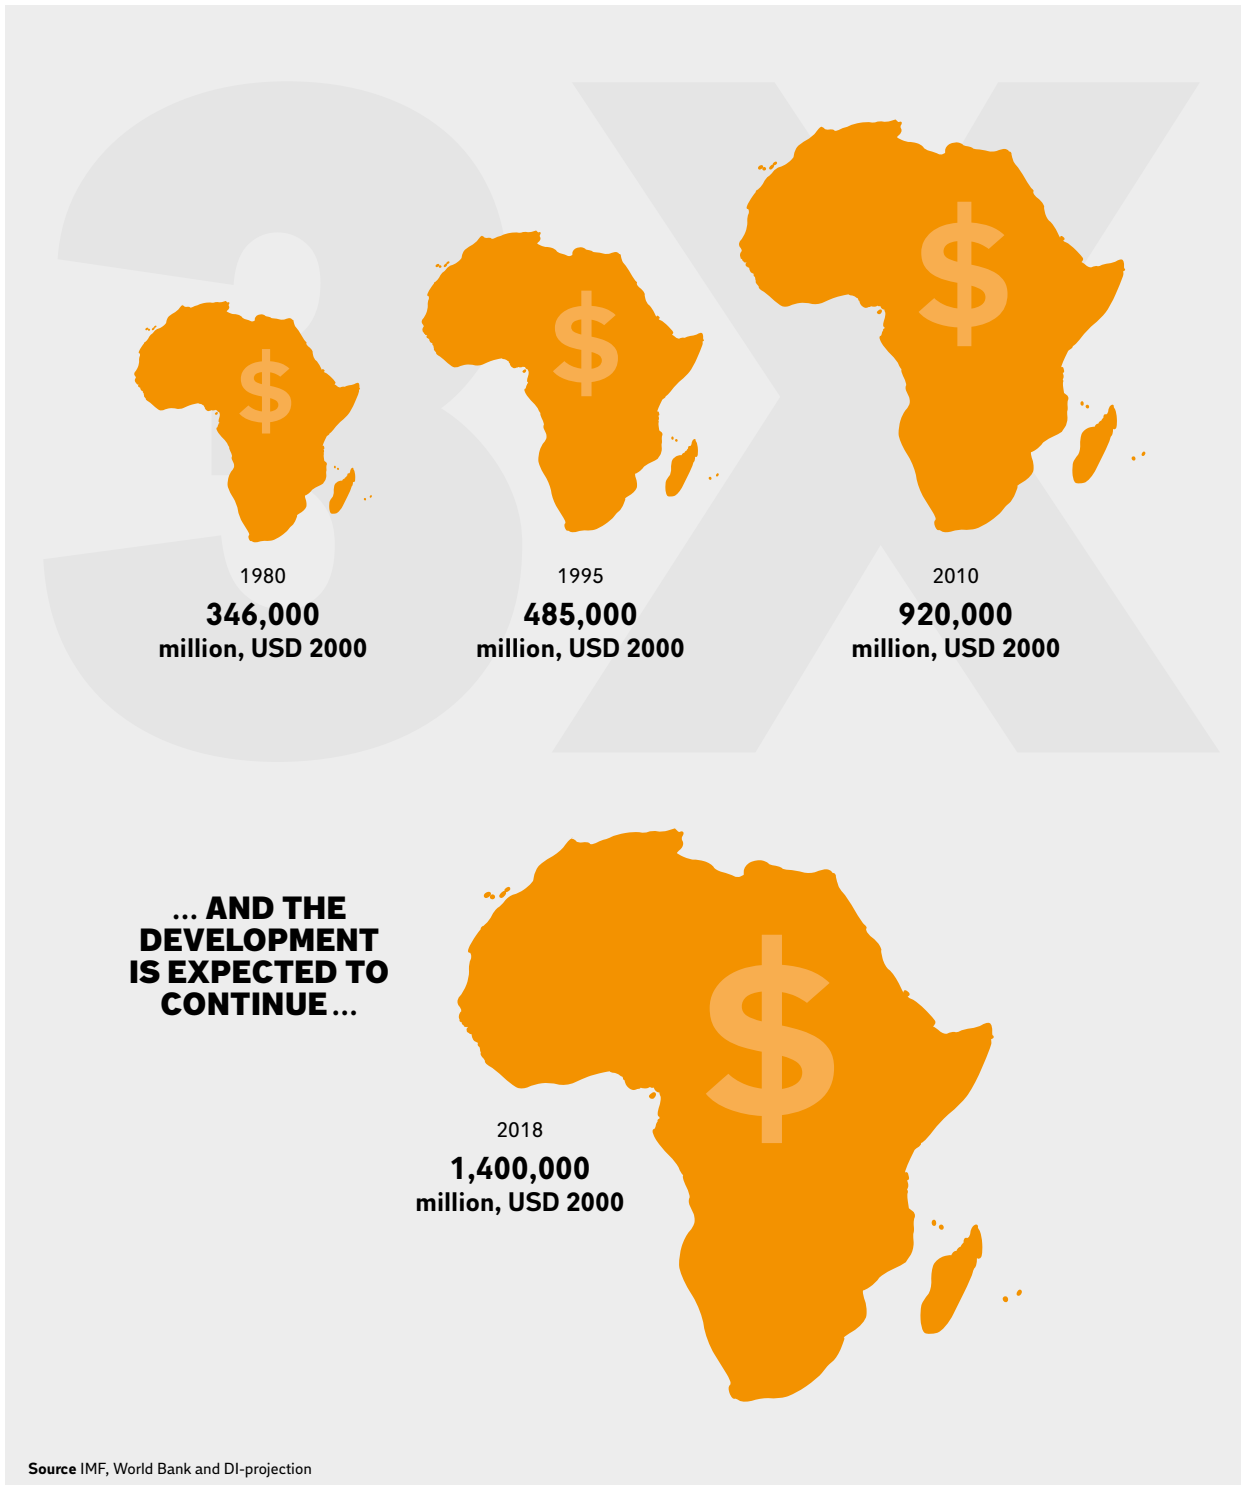 3X
$
$
$
1980
346,000
million, USD 2000
1995
485,000
million, USD 2000
2010
920,000
million, USD 2000
... AND THE
DEVELOPMENT
IS EXPECTED TO
CONTINUE ...
$
2018
1,400,000
million, USD 2000
Source IMF, World Bank and DI-projection